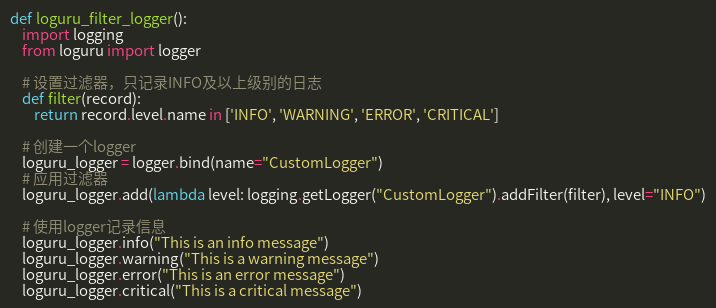 def loguru_filter_logger():
    import logging
    from loguru import logger

    # 设置过滤器，只记录INFO及以上级别的日志
    def filter(record):
        return record.level.name in ['INFO', 'WARNING', 'ERROR', 'CRITICAL']

    # 创建一个logger
    loguru_logger = logger.bind(name="CustomLogger")
    # 应用过滤器
    loguru_logger.add(lambda level: logging.getLogger("CustomLogger").addFilter(filter), level="INFO")

    # 使用logger记录信息
    loguru_logger.info("This is an info message")
    loguru_logger.warning("This is a warning message")
    loguru_logger.error("This is an error message")
    loguru_logger.critical("This is a critical message")